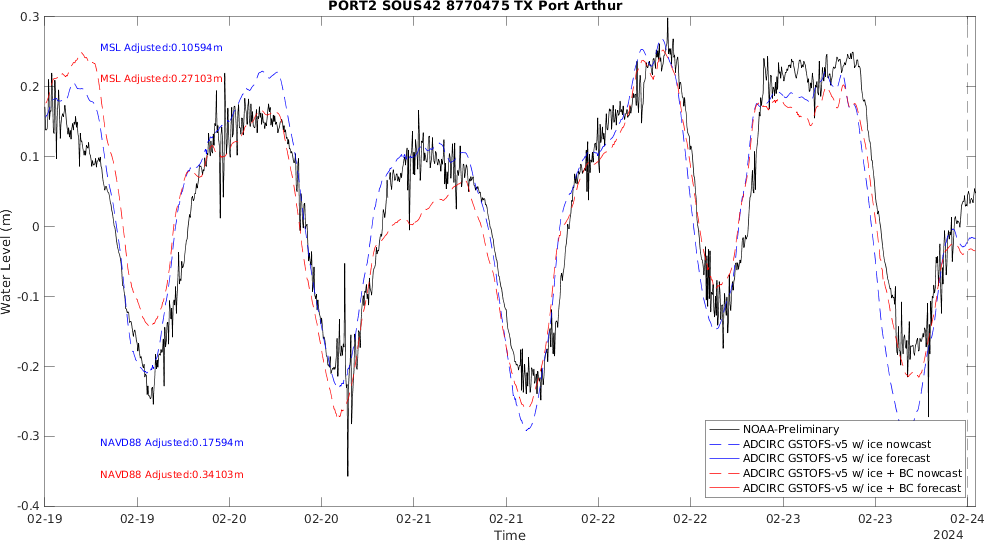 PORT2 SOUS42 8770475 TX Port Arthur
0.3
0.2
0.1
0
-0.1
-0.2
-0.3
-0.4
Water Level (m)
MSL Adjusted:0.10594m
MSL Adjusted:0.27103m
NAVD88 Adjusted:0.17594m
NAVD88 Adjusted:0.34103m
NOAA-Preliminary
ADCIRC GSTOFS-v5 w/ ice nowcast
ADCIRC GSTOFS-v5 w/ ice forecast
ADCIRC GSTOFS-v5 w/ ice + BC nowcast
ADCIRC GSTOFS-v5 w/ ice + BC forecast
02-19 02-19 02-20 02-20 02-21 02-21 02-22 02-22 02-23 02-23 02-24
Time
2024